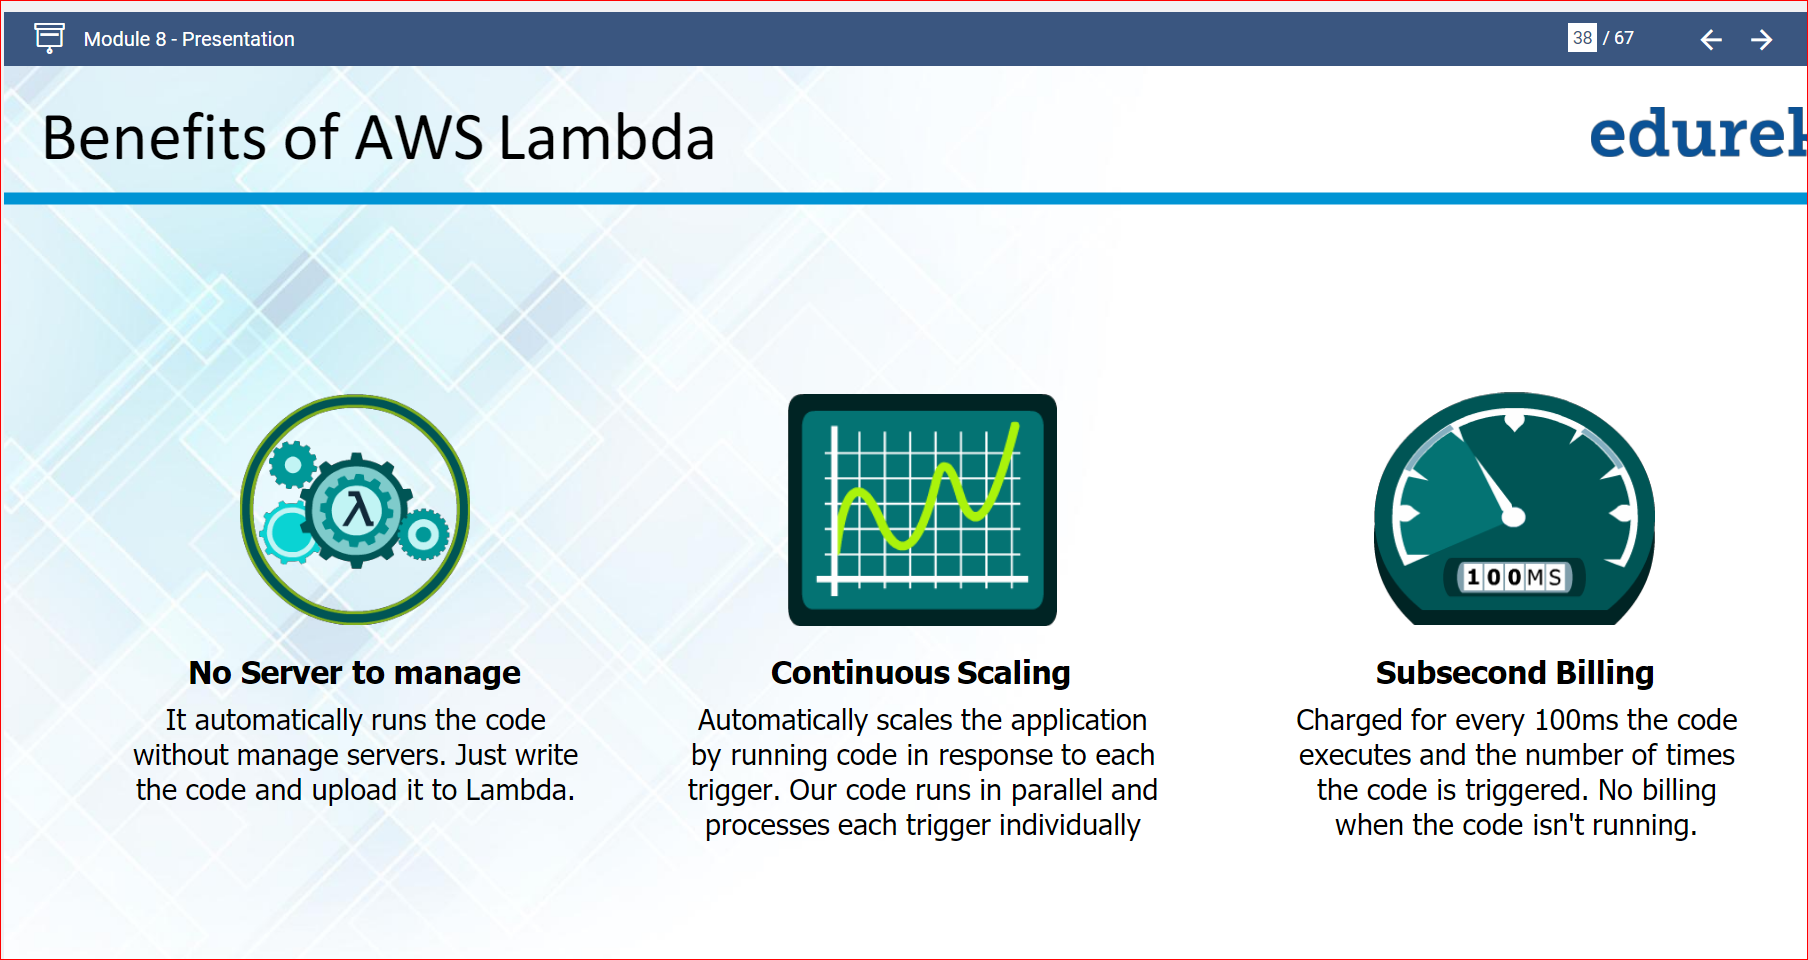 Module 8 - Presentation
38 / 67
Benefits of AWS Lambda
edurek
λ
100MS
No Server to manage
It automatically runs the code
without manage servers. Just write
the code and upload it to Lambda.
Continuous Scaling
Automatically scales the application
by running code in response to each
trigger. Our code runs in parallel and
processes each trigger individually
Subsecond Billing
Charged for every 100ms the code
executes and the number of times
the code is triggered. No billing
when the code isn't running.